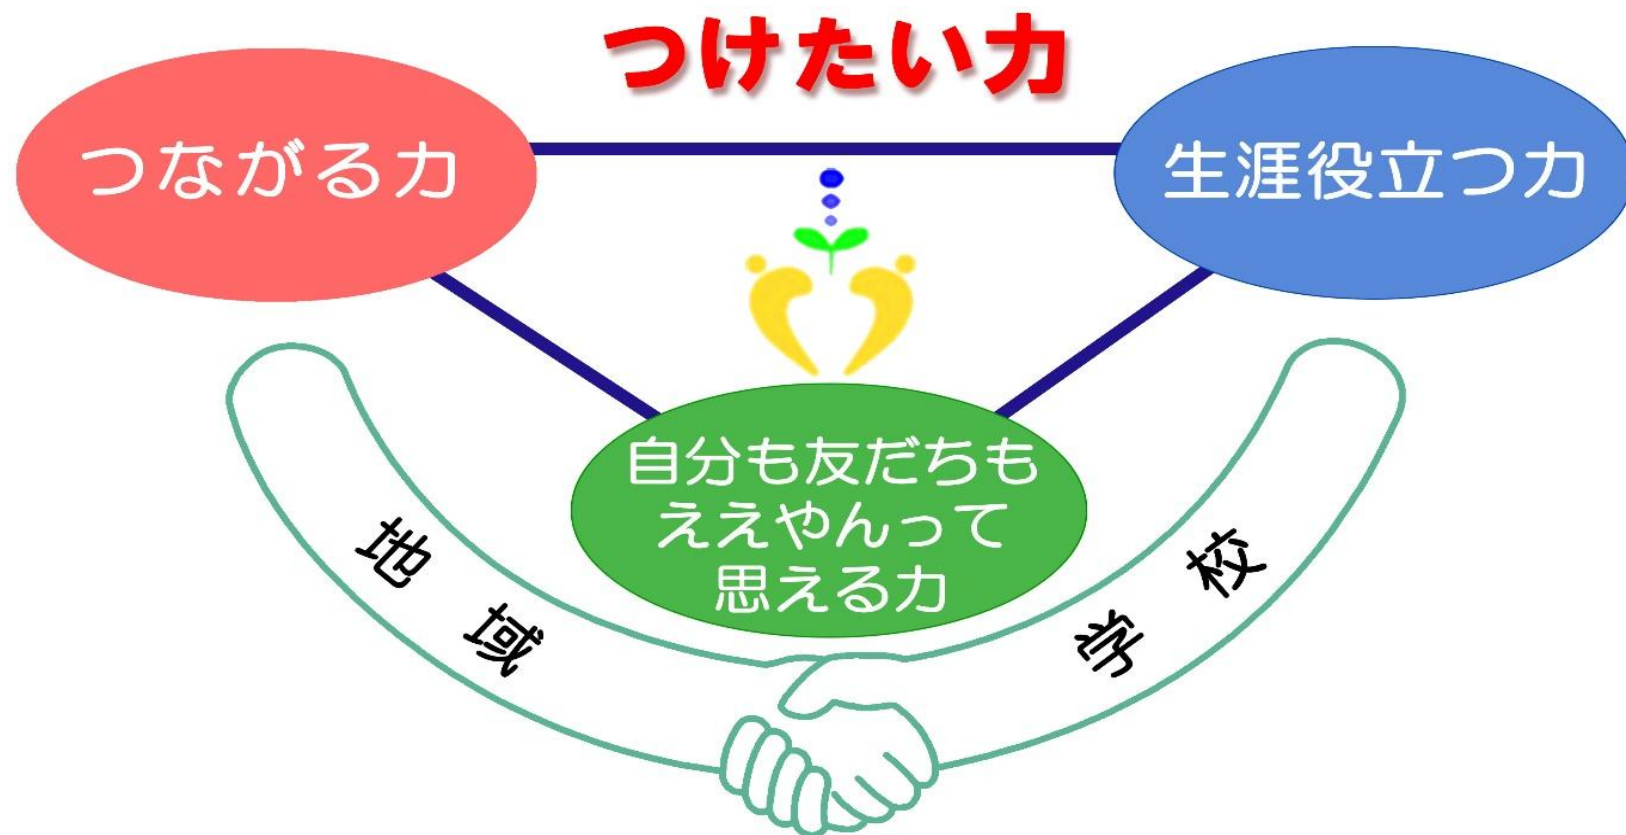 つけたい力
つながる力
生涯役立つ力
自分も友だちも
ええやんって
思える力
地域
学校